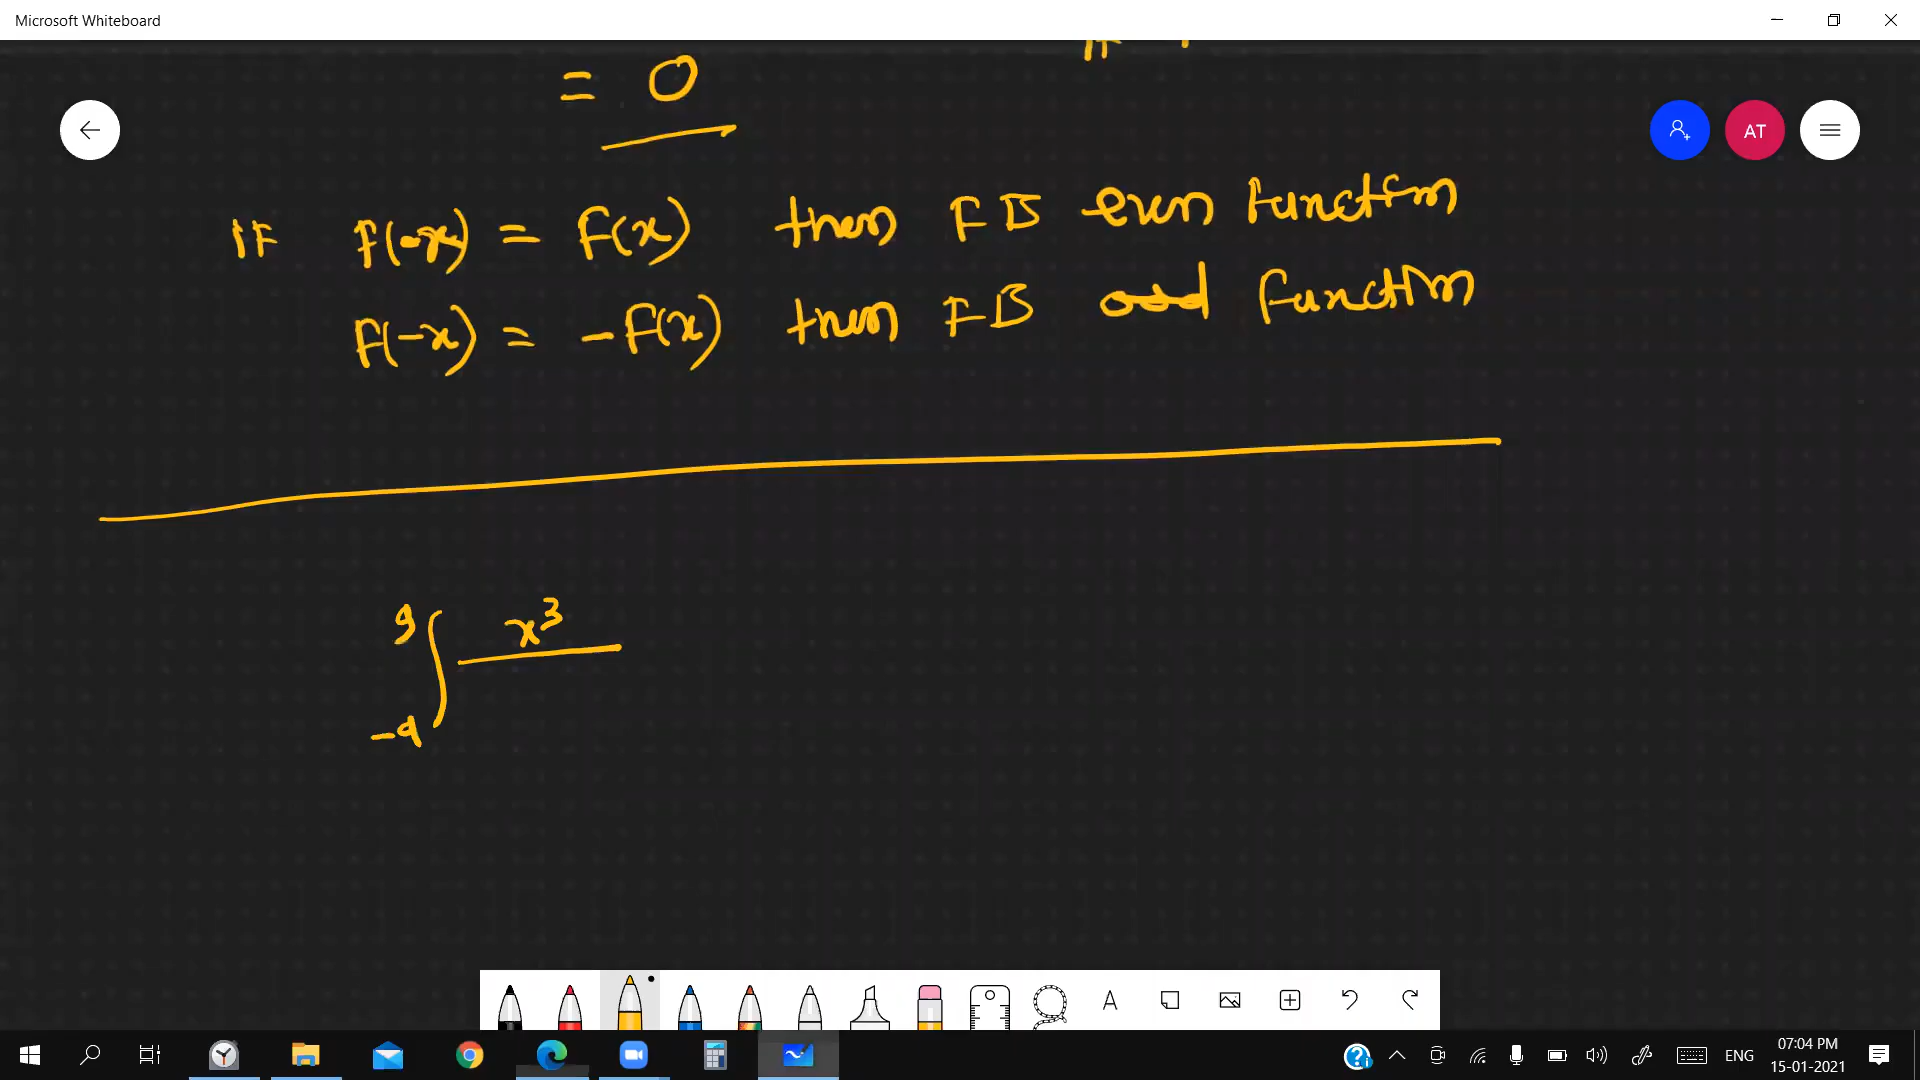 Microsoft Whiteboard
= 0
AT
If f(-x) = f(x) then f is even function
f(-x) = -f(x) then f is odd function
9
x³
-9
A
ENG
07:04 PM
15-01-2021